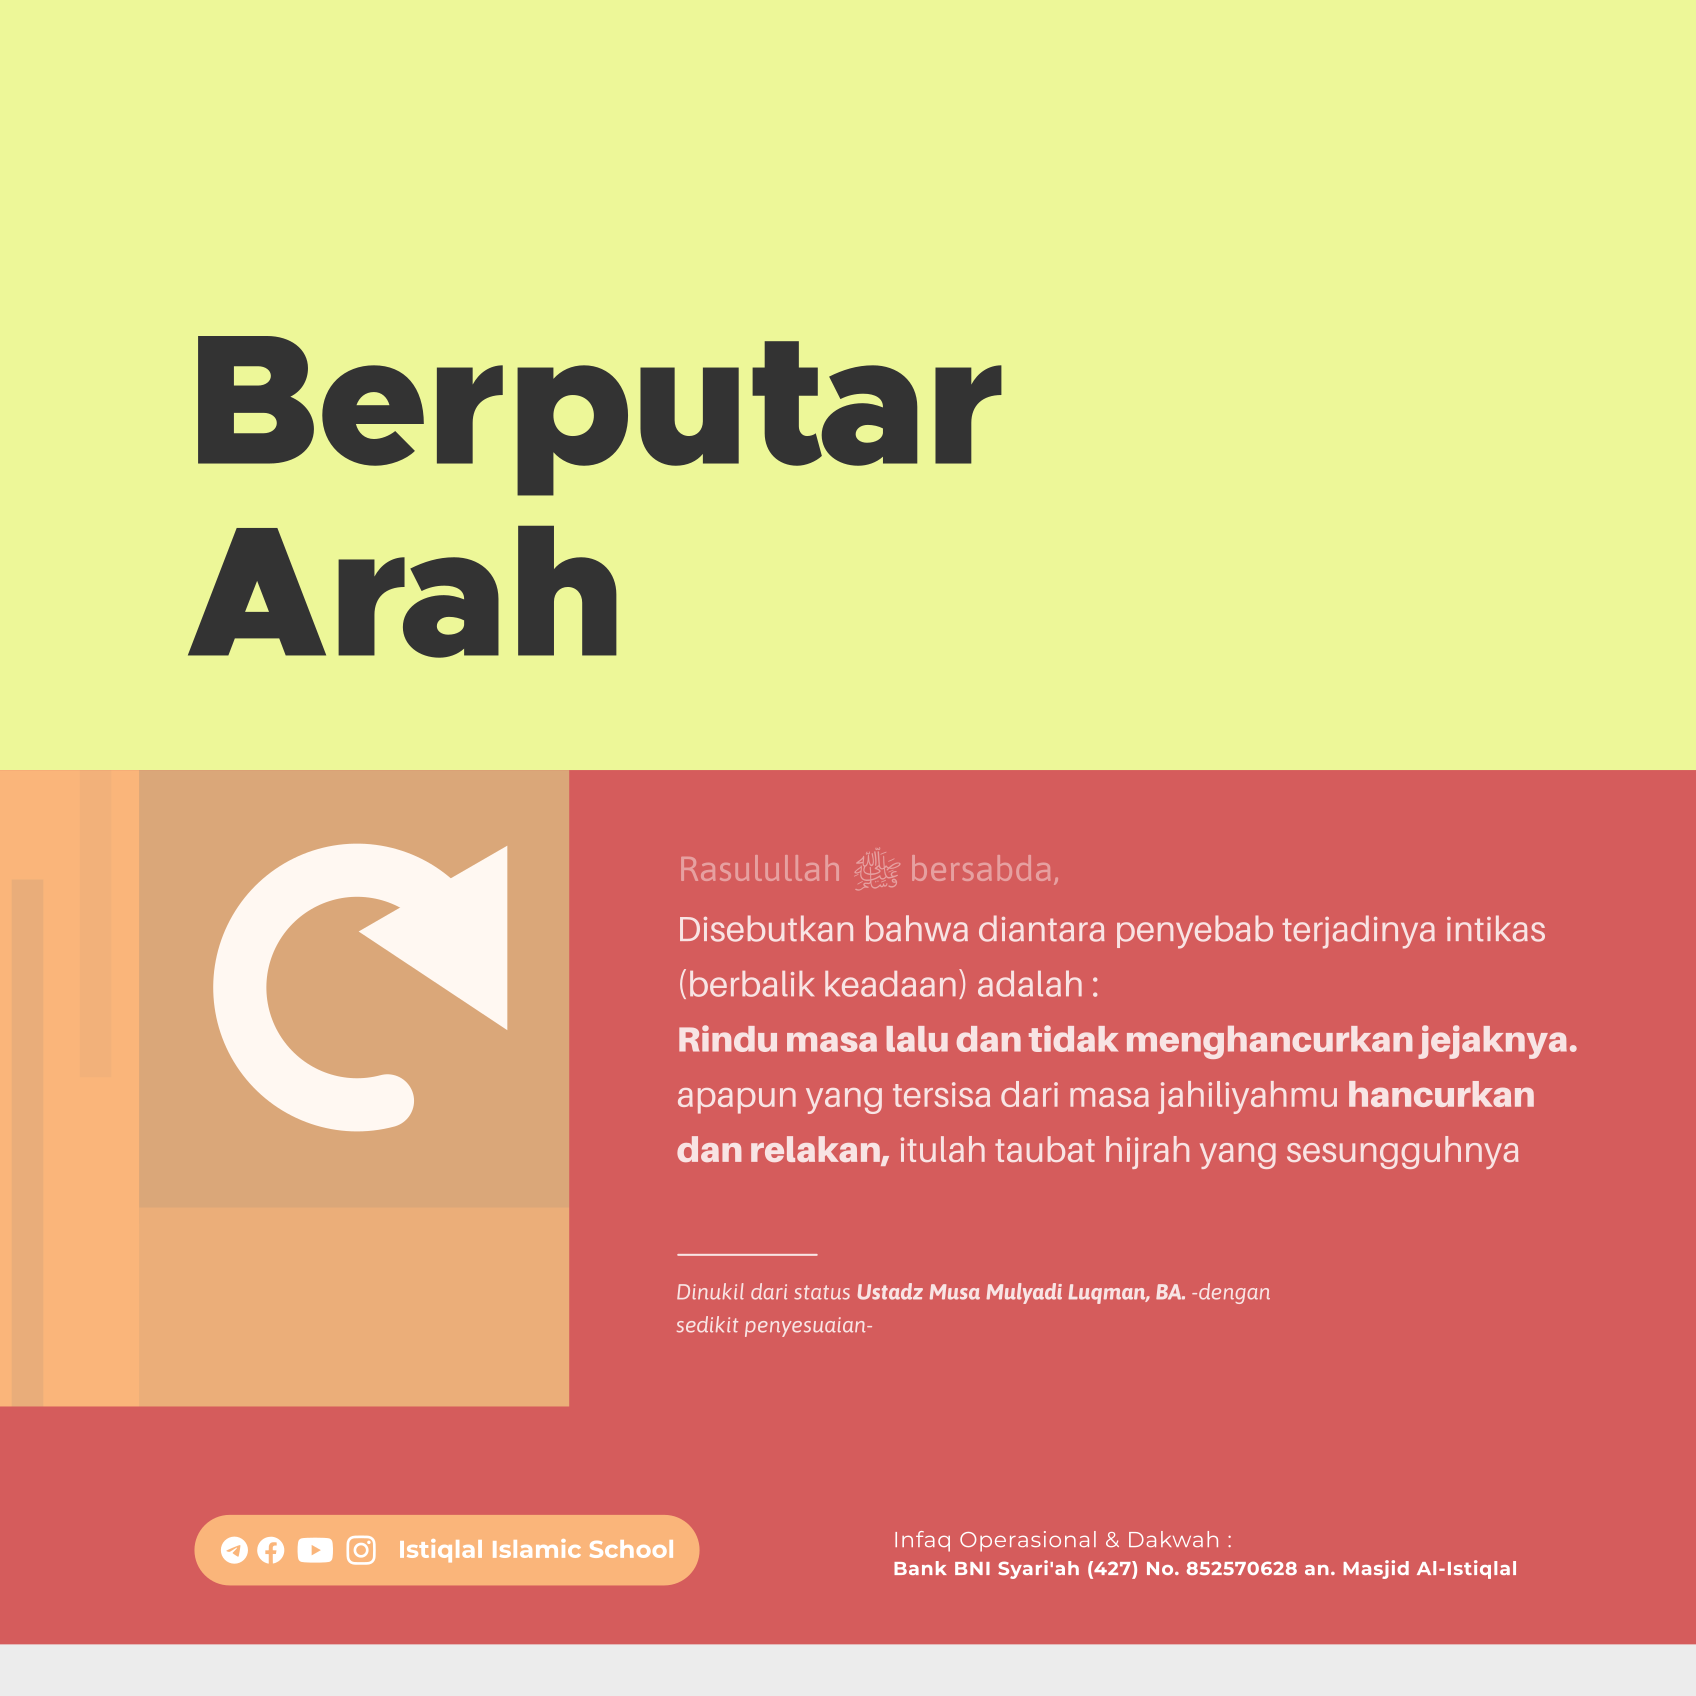 Berputar
Arah
Rasulullah ﷺ bersabda,
Disebutkan bahwa diantara penyebab terjadinya intikas
(berbalik keadaan) adalah :
Rindu masa lalu dan tidak menghancurkan jejaknya.
apapun yang tersisa dari masa jahiliyahmu hancurkan
dan relakan, itulah taubat hijrah yang sesungguhnya
Dinukil dari status Ustadz Musa Mulyadi Luqman, BA. -dengan
sedikit penyesuaian-
Istiqlal Islamic School
Infaq Operasional & Dakwah :
Bank BNI Syari'ah (427) No. 852570628 an. Masjid Al-Istiqlal